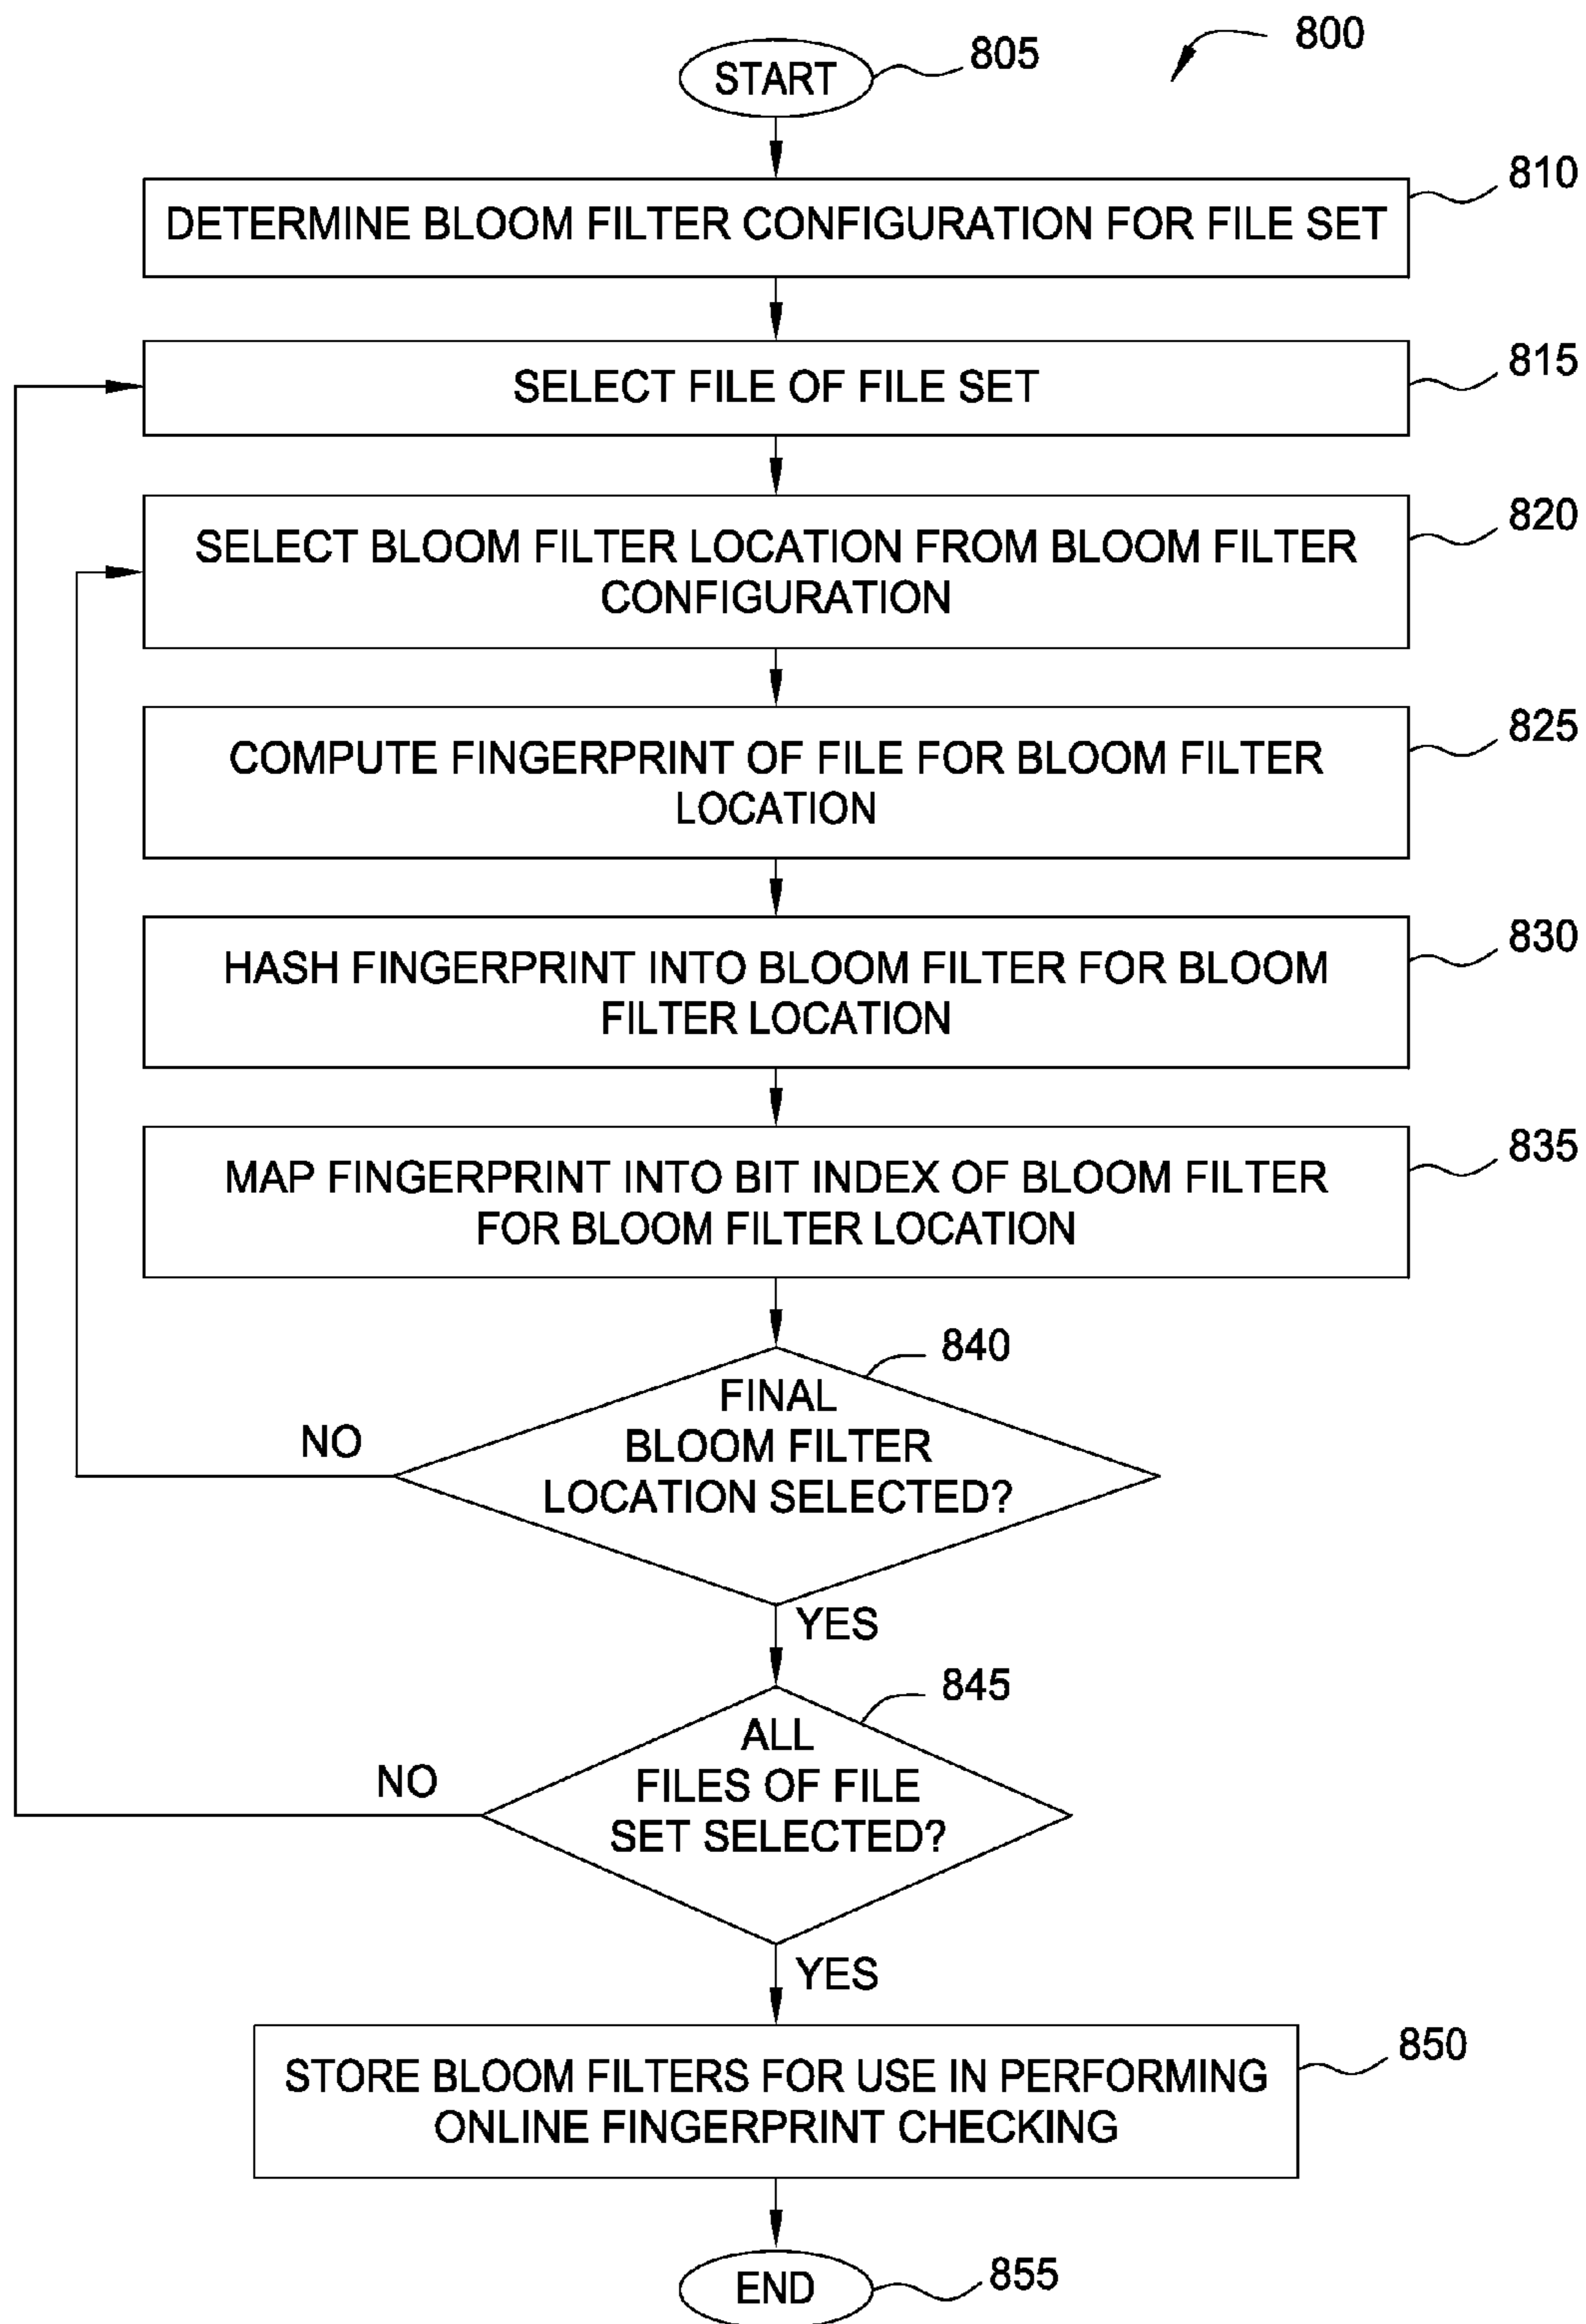 800
START
805
DETERMINE BLOOM FILTER CONFIGURATION FOR FILE SET
810
SELECT FILE OF FILE SET
815
SELECT BLOOM FILTER LOCATION FROM BLOOM FILTER
CONFIGURATION
820
COMPUTE FINGERPRINT OF FILE FOR BLOOM FILTER
LOCATION
825
HASH FINGERPRINT INTO BLOOM FILTER FOR BLOOM
FILTER LOCATION
830
MAP FINGERPRINT INTO BIT INDEX OF BLOOM FILTER
FOR BLOOM FILTER LOCATION
835
840
FINAL
BLOOM FILTER
LOCATION SELECTED?
NO
YES
845
ALL
FILES OF FILE
SET SELECTED?
NO
YES
STORE BLOOM FILTERS FOR USE IN PERFORMING
ONLINE FINGERPRINT CHECKING
850
END
855